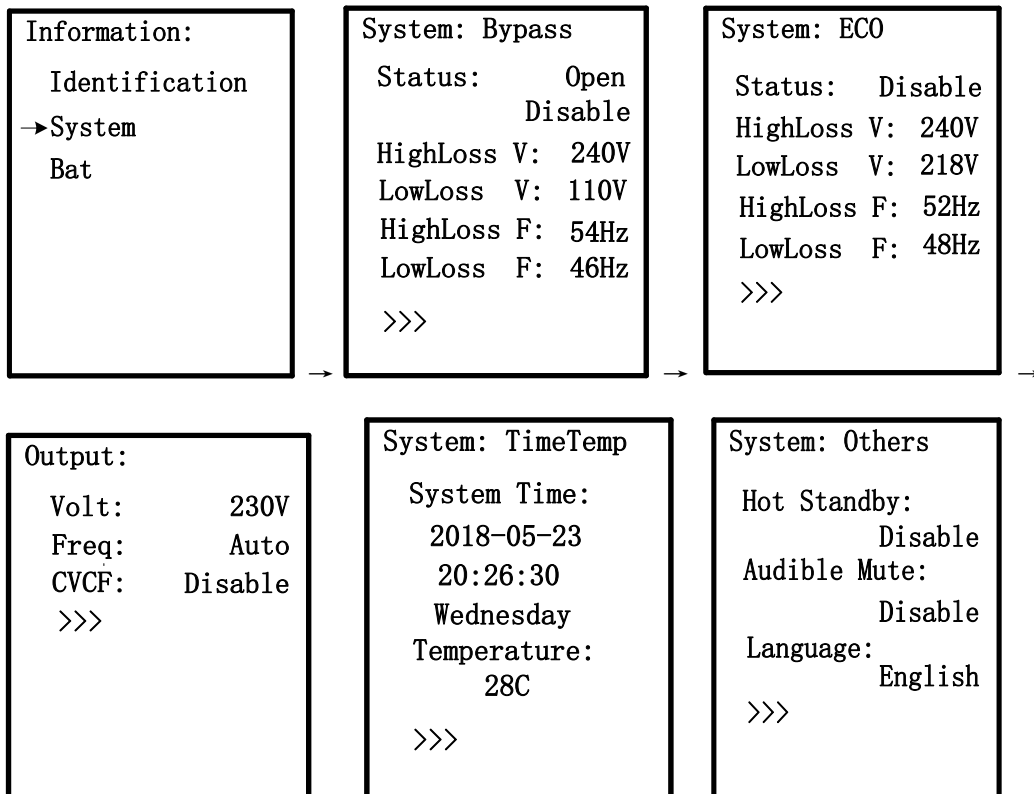 Information:
Identification
→System
Bat
System: Bypass
Status: Open
Disable
HighLoss V: 240V
LowLoss V: 110V
HighLoss F: 54Hz
LowLoss F: 46Hz
>>>
System: ECO
Status: Disable
HighLoss V: 240V
LowLoss V: 218V
HighLoss F: 52Hz
LowLoss F: 48Hz
>>>
Output:
Volt: 230V
Freq: Auto
CVCF: Disable
>>>
System: TimeTemp
System Time:
2018-05-23
20:26:30
Wednesday
Temperature:
28C
>>>
System: Others
Hot Standby:
Disable
Audible Mute:
Disable
Language:
English
>>>